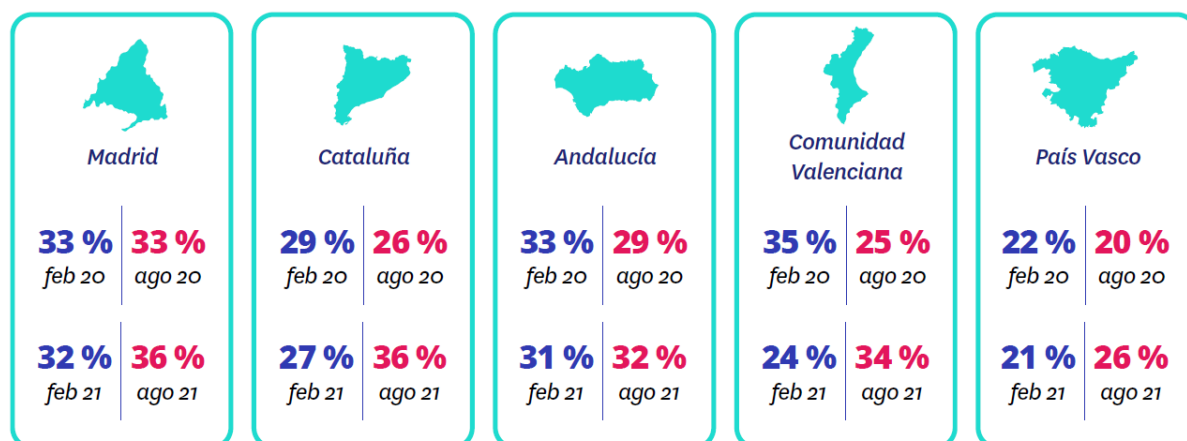 Madrid
33 % 33 %
feb 20 ago 20
32 % 36 %
feb 21 ago 21
Cataluña
29 % 26 %
feb 20 ago 20
27 % 36 %
feb 21 ago 21
Andalucía
33 % 29 %
feb 20 ago 20
31 % 32 %
feb 21 ago 21
Comunidad
Valenciana
35 % 25 %
feb 20 ago 20
24 % 34 %
feb 21 ago 21
País Vasco
22 % 20 %
feb 20 ago 20
21 % 26 %
feb 21 ago 21